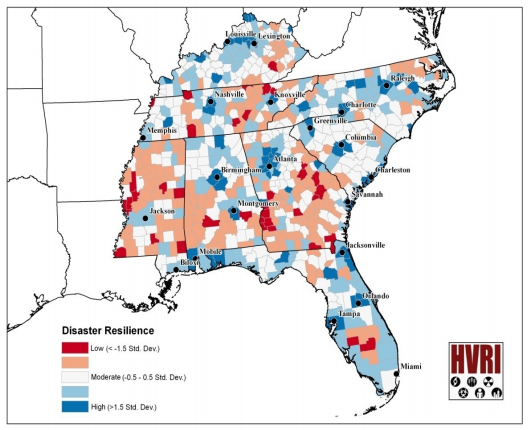 Louisville
Lexington
Nashville
Knoxville
Raleigh
Charlotte
Greenville
Memphis
Columbia
Atlanta
Birmingham
Charleston
Savannah
Montgomery
Jackson
Mobile
Biloxi
Jacksonville
Orlando
Tampa
Miami
Disaster Resilience
Low (< -1.5 Std. Dev.)
Moderate (-0.5 - 0.5 Std. Dev.)
High (>1.5 Std. Dev.)
HVRI